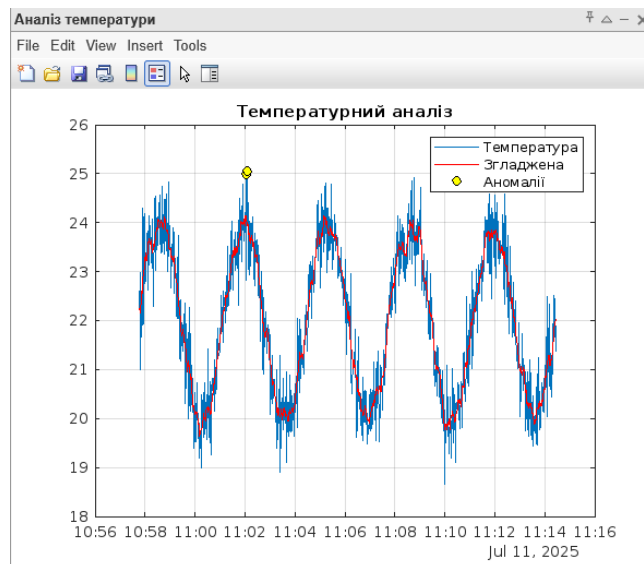 Аналіз температури
File Edit View Insert Tools
Температурний аналіз
26
25
24
23
22
21
20
19
18
Температура
Згладжена
Аномалії
10:56 10:58 11:00 11:02 11:04 11:06 11:08 11:10 11:12 11:14 11:16
Jul 11, 2025